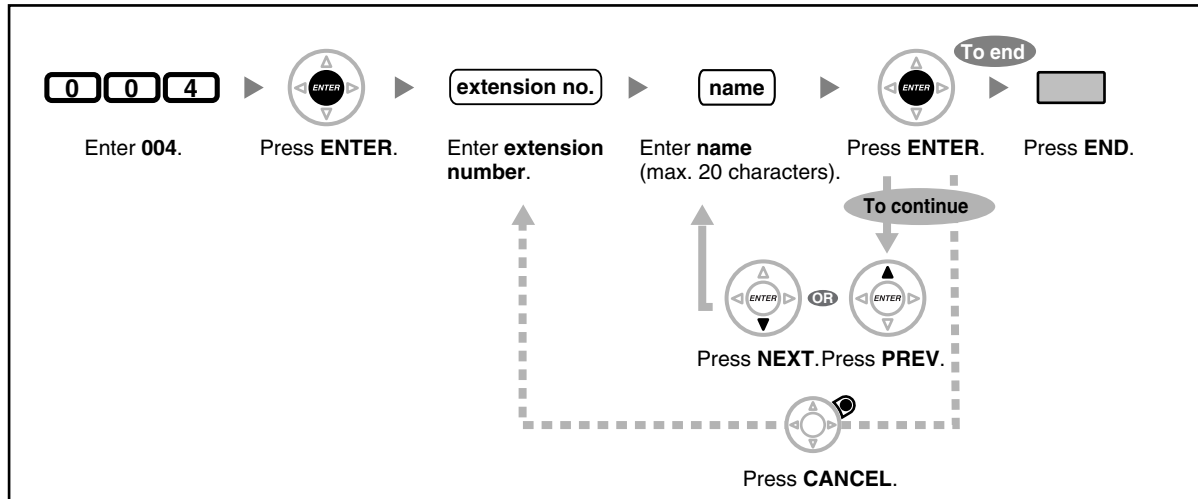 To end
0 0 4
ENTER
extension no.
name
ENTER
Enter 004.
Press ENTER.
Enter extension
number.
Enter name
(max. 20 characters).
Press ENTER.
Press END.
To continue
ENTER
OR
ENTER
Press NEXT.
Press PREV.
Press CANCEL.